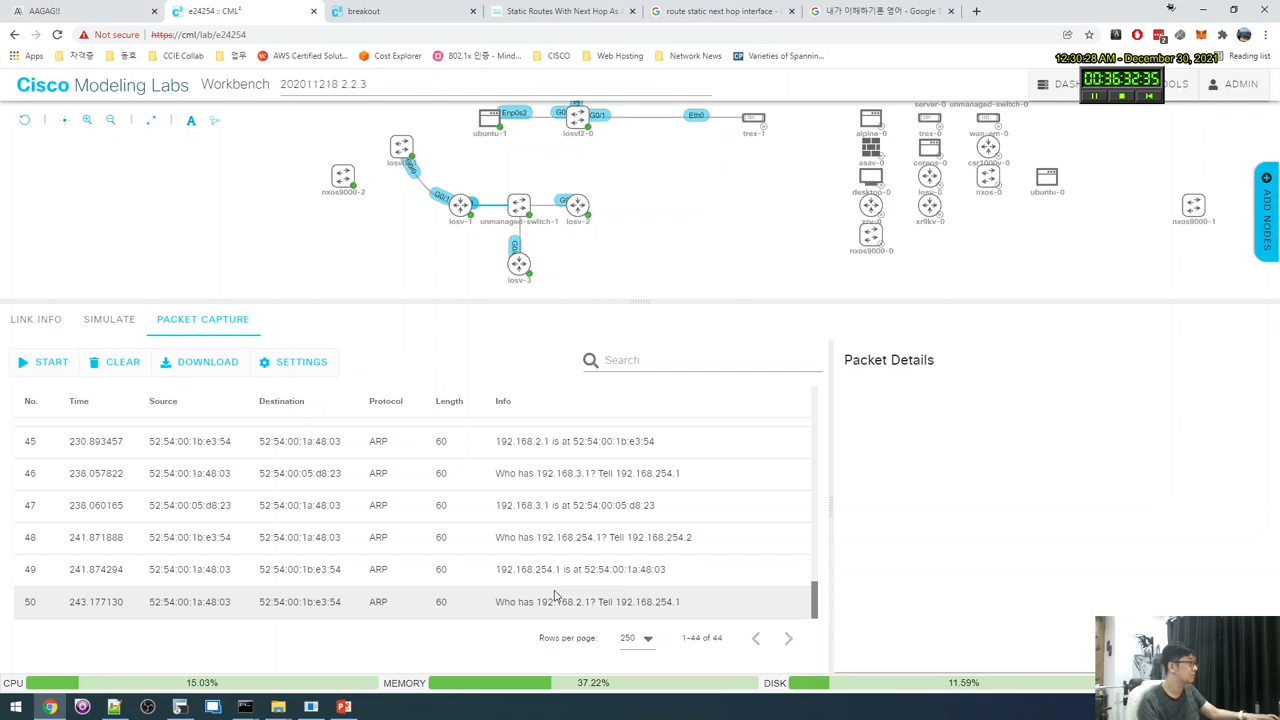 AAGAG!!
e24254 :: CML²
breakout
Static Routes With Next Hop As A
route static next hop interface - G
내가 이해하기론 영어 - Google S
Not secure
https://cml/lab/e24254
Apps
자격증
동흐
CCIE Collab
업무
AWS Certified Solut...
802.1x 인증 - Mind...
CISCO
Web Hosting
Network News
Varieties of Spannin...
Reading list
12:30:28 AM - December 30, 2021
00:36:32:35
Cisco Modeling Labs
Workbench
2020111218 2.2.3
ADMIN
ubuntu-1
Enp0s2
G0/1
Eth0
trex-1
server-0
unmanaged-switch-0
alpine-0
trex-0
wan-em-0
asav-0
coreos-0
csr1000v-0
desktop-0
iosv-0
nxos-0
ubuntu-0
xrv-0
xr9kv-0
nxos9000-0
nxos9000-2
iosv-1
unmanaged-switch-1
iosv-2
iosv-3
nxos9000-1
ADD NODES
LINK INFO
SIMULATE
PACKET CAPTURE
START
CLEAR
DOWNLOAD
SETTINGS
Search
Packet Details
No. Time Source Destination Protocol Length Info
45 230.893457 52:54:00:1b:e3:54 52:54:00:1a:48:03 ARP 60 192.168.2.1 is at 52:54:00:1b:e3:54
46 238.057822 52:54:00:1a:48:03 52:54:00:05:d8:23 ARP 60 Who has 192.168.3.1? Tell 192.168.254.1
47 238.060165 52:54:00:05:d8:23 52:54:00:1a:48:03 ARP 60 192.168.3.1 is at 52:54:00:05:d8:23
48 241.871888 52:54:00:1b:e3:54 52:54:00:1a:48:03 ARP 60 Who has 192.168.254.1? Tell 192.168.254.2
49 241.874294 52:54:00:1a:48:03 52:54:00:1b:e3:54 ARP 60 192.168.254.1 is at 52:54:00:1a:48:03
50 243.177130 52:54:00:1a:48:03 52:54:00:1b:e3:54 ARP 60 Who has 192.168.2.1? Tell 192.168.254.1
Rows per page: 250 1-44 of 44
CPU 15.03% MEMORY 37.22% DISK 11.59%